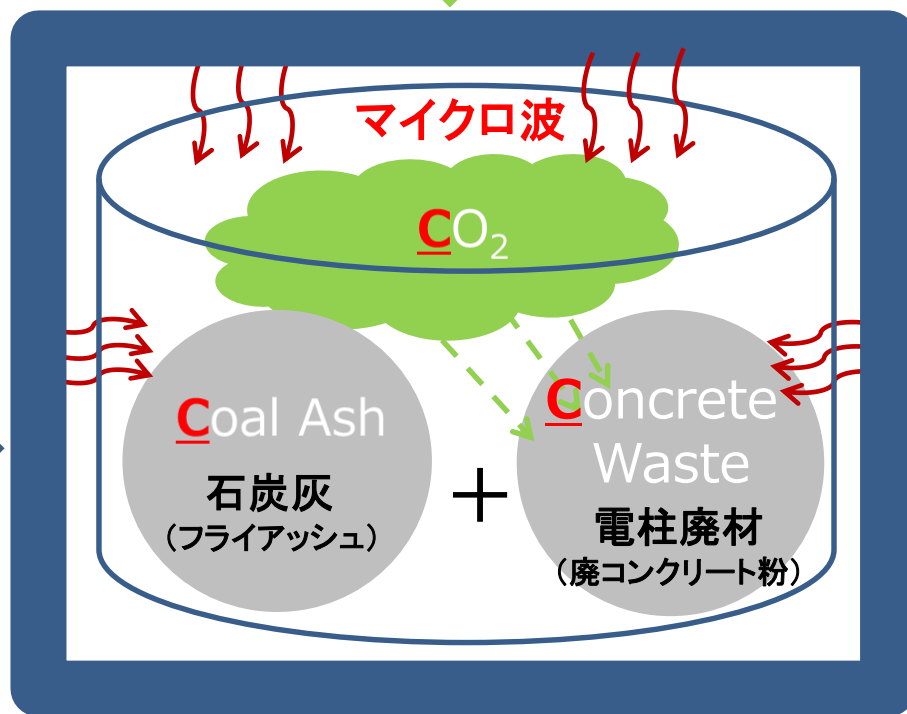 マイクロ波
CO₂
Coal Ash
石炭灰
（フライアッシュ）
＋
Concrete
Waste
電柱廃材
（廃コンクリート粉）